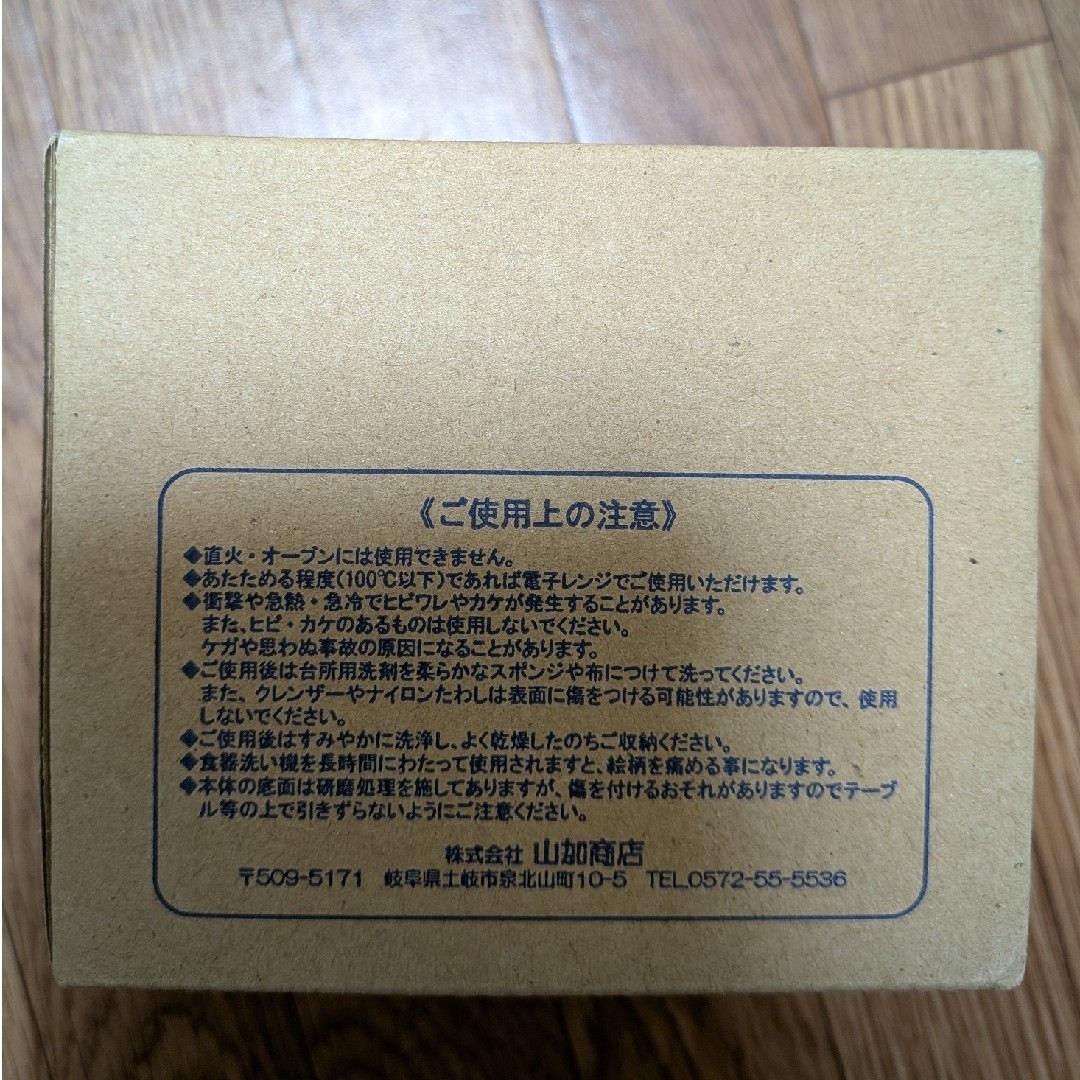 《ご使用上の注意》
◆直火・オーブンには使用できません。
◆あたためる程度(100℃以下)であれば電子レンジでご使用いただけます。
◆衝撃や急熱・急冷でヒビワレやカケが発生することがあります。
また、ヒビ・カケのあるものは使用しないでください。
ケガや思わぬ事故の原因になることがあります。
◆ご使用後は台所用洗剤を柔らかなスポンジや布につけて洗ってください。
また、クレンザーやナイロンたわしは表面に傷をつける可能性がありますので、使用
しないでください。
◆ご使用後はすみやかに洗浄し、よく乾燥したのちご収納ください。
◆食器洗い機を長時間にわたって使用されますと、絵柄を痛める事になります。
◆本体の底面は研磨処理を施してありますが、傷を付けるおそれがありますのでテーブ
ル等の上で引きずらないようにご注意ください。
株式会社 山加商店
〒509-5171 岐阜県土岐市泉北山町10-5 TEL0572-55-5536